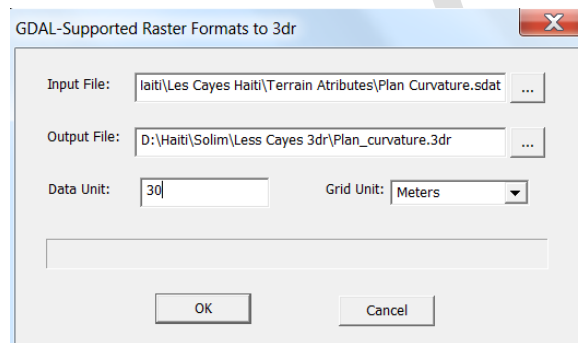 GDAL-Supported Raster Formats to 3dr
Input File: laiti\Les Cayes Haiti\Terrain Atributes\Plan Curvature.sdat ...
Output File: D:\Haiti\Solim\Less Cayes 3dr\Plan_curvature.3dr ...
Data Unit: 30 Grid Unit: Meters
OK Cancel